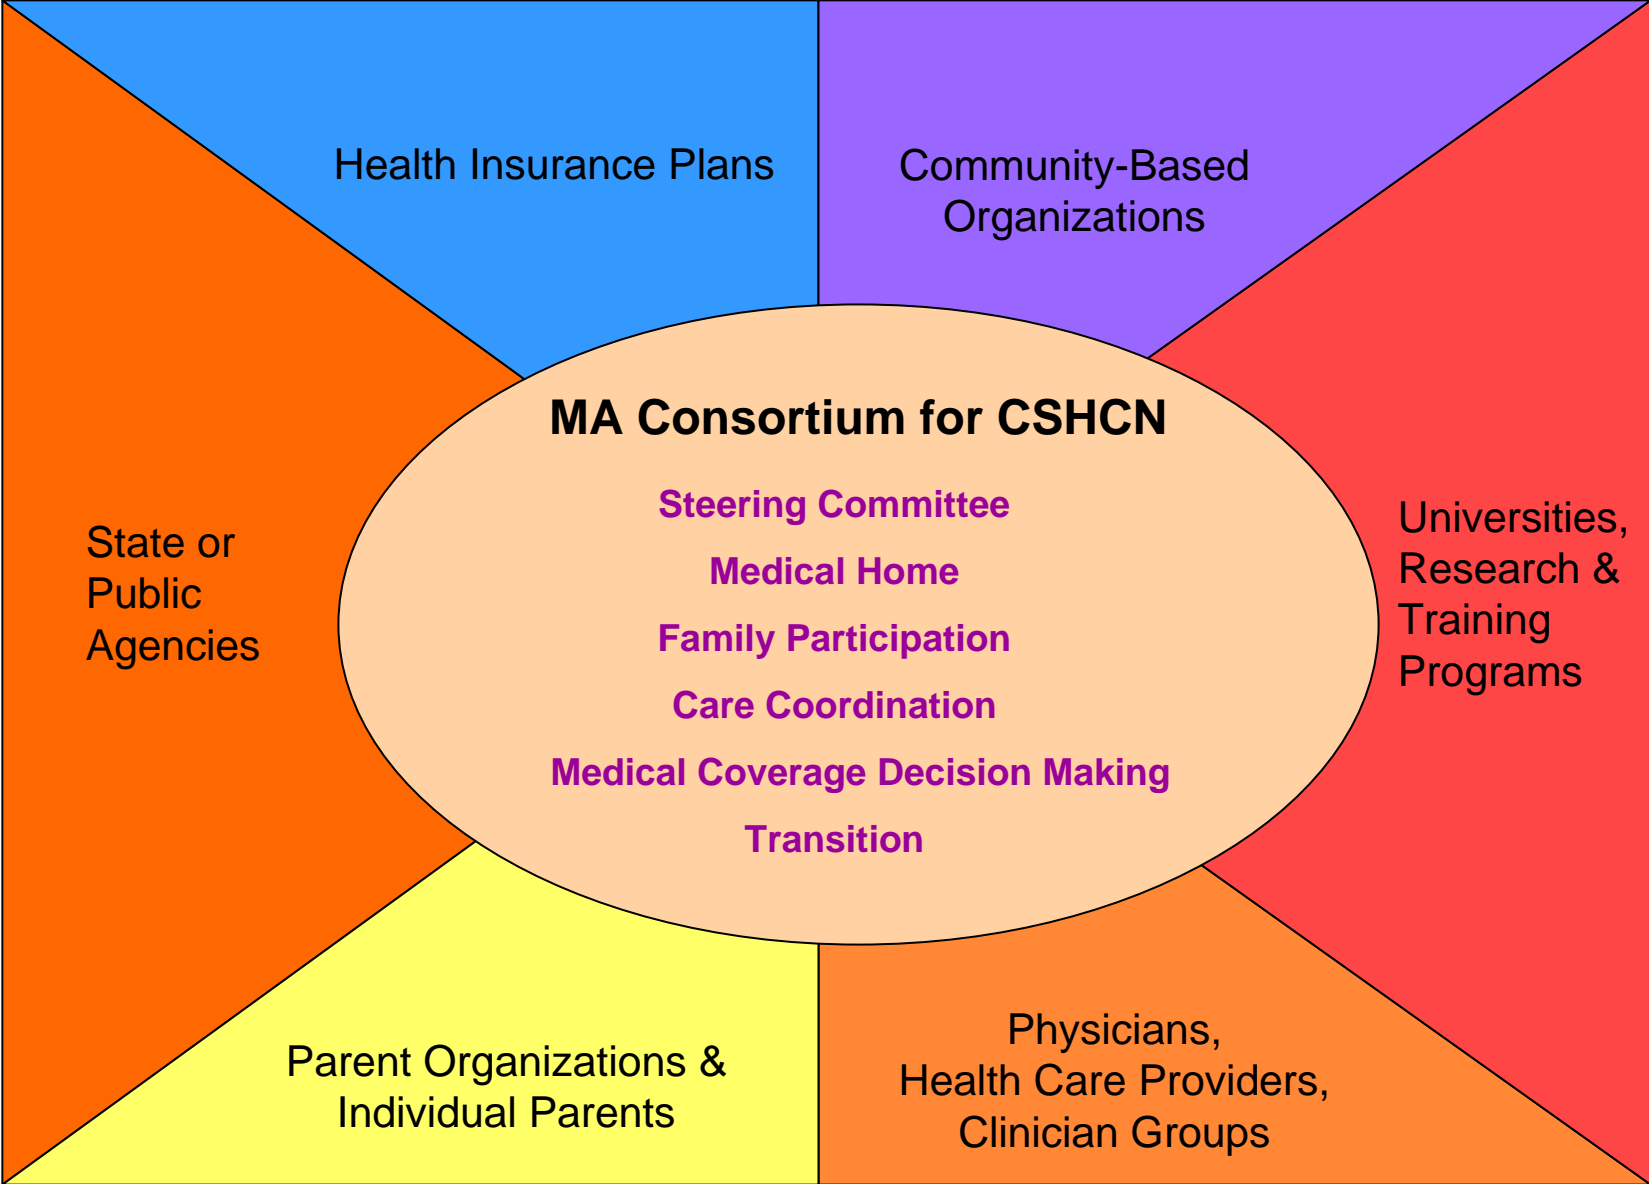 Health Insurance Plans
Community-Based
Organizations
MA Consortium for CSHCN
Steering Committee
Medical Home
Family Participation
Care Coordination
Medical Coverage Decision Making
Transition
State or
Public
Agencies
Universities,
Research &
Training
Programs
Parent Organizations &
Individual Parents
Physicians,
Health Care Providers,
Clinician Groups